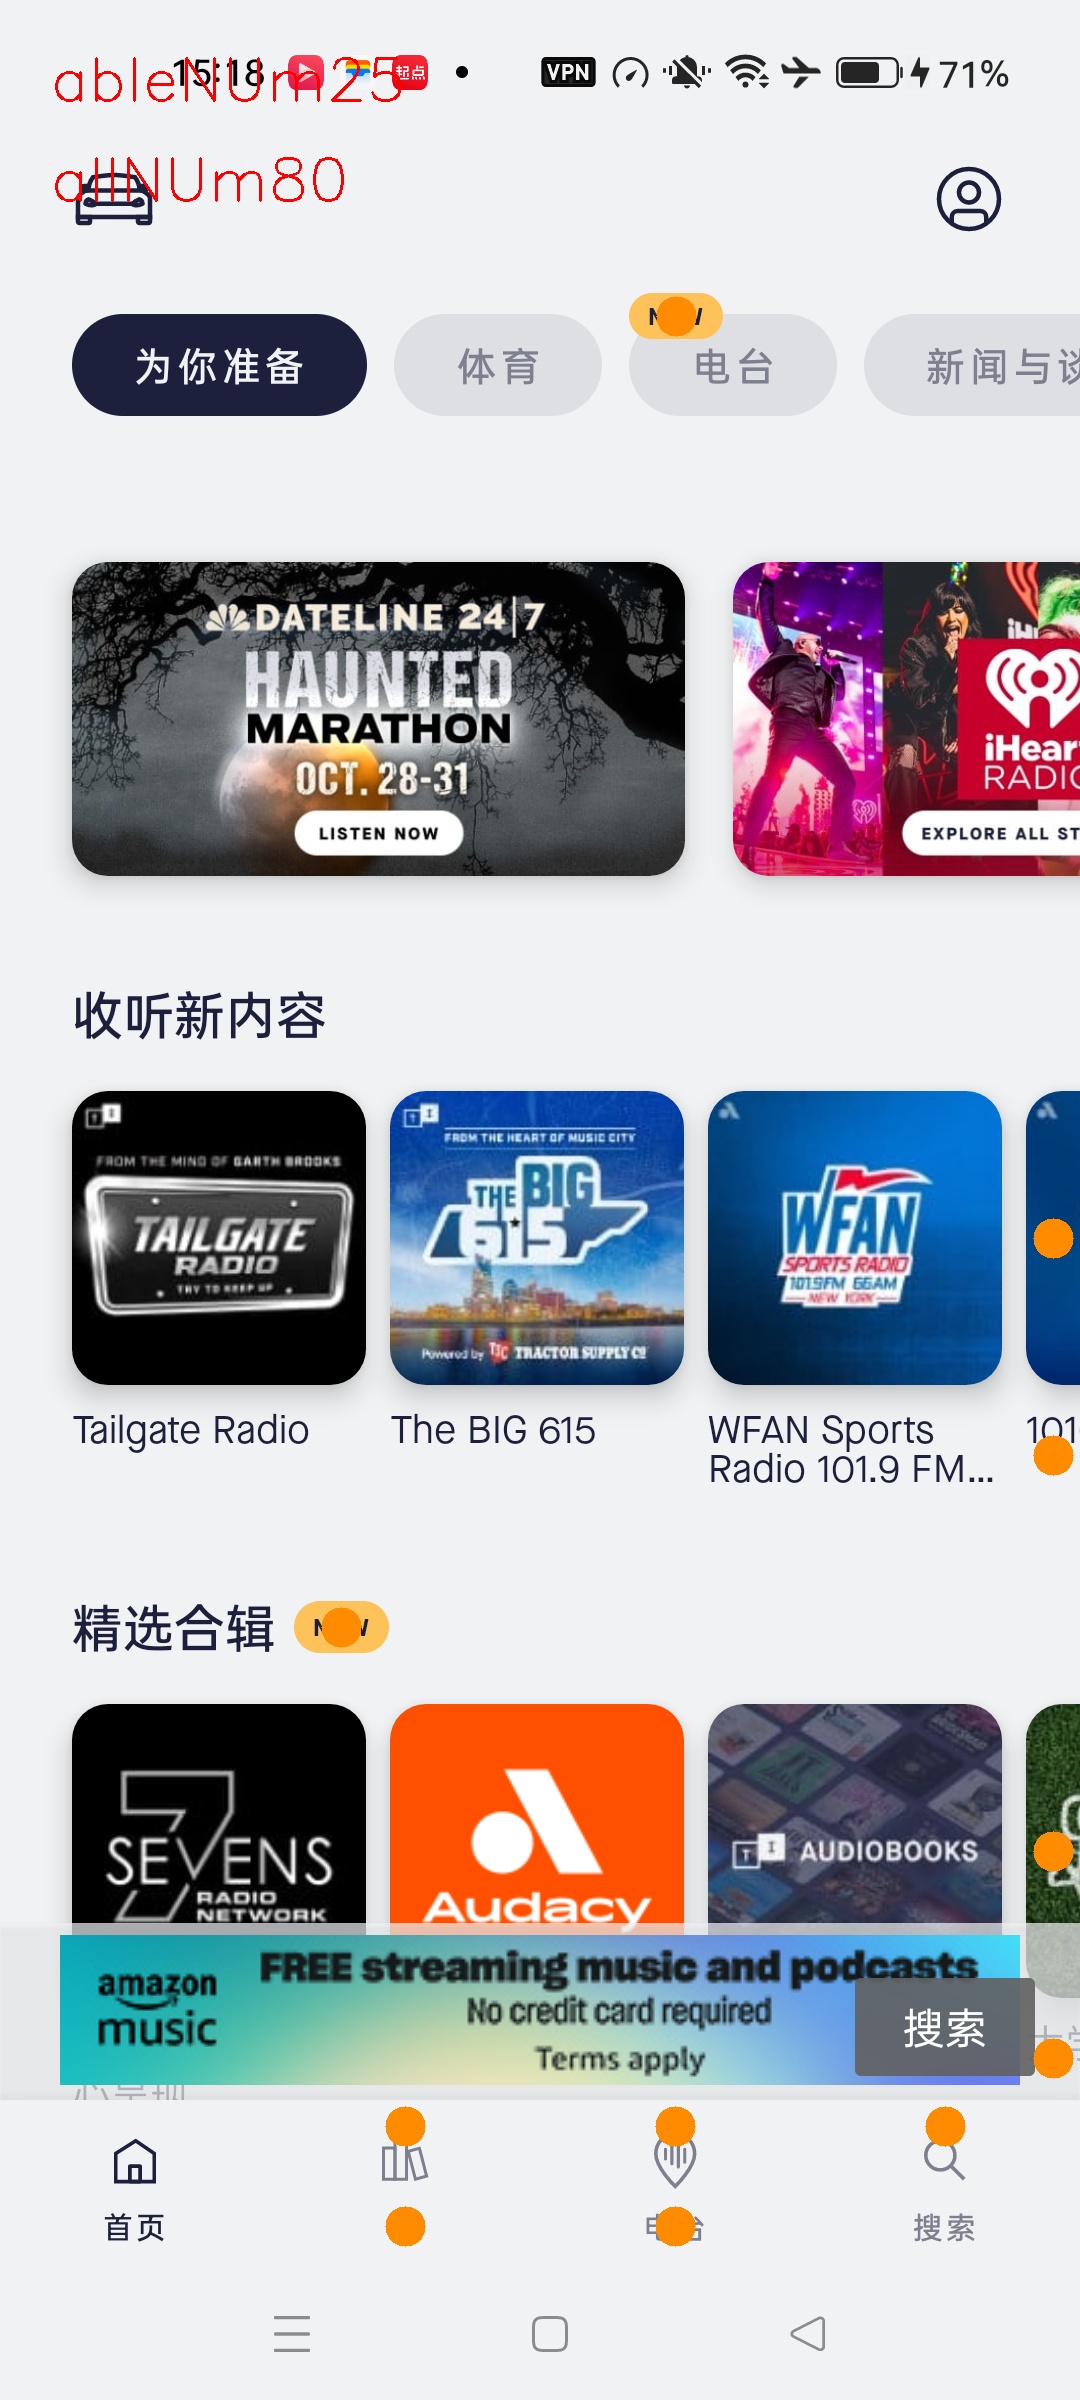 ableNUm25
15:18
起点
VPN
71%
allNUm80
为你准备
体育
电台
新闻与谈
DATELINE 24|7
HAUNTED
MARATHON
OCT. 28-31
LISTEN NOW
iHeart
RADIO
EXPLORE ALL ST
收听新内容
FROM THE MIND OF GARTH BROOKS
TAILGATE
RADIO
TRY TO KEEP UP
FROM THE HEART OF MUSIC CITY
THE BIG
615
Powered by TSC TRACTOR SUPPLY CO
WFAN
SPORTS RADIO
101.9FM 66AM
NEW YORK
Tailgate Radio
The BIG 615
WFAN Sports
Radio 101.9 FM...
101
精选合辑
7
SEVENS
RADIO
NETWORK
Audacy
T I AUDIOBOOKS
amazon
music
FREE streaming music and podcasts
No credit card required
Terms apply
搜索
首页
搜索